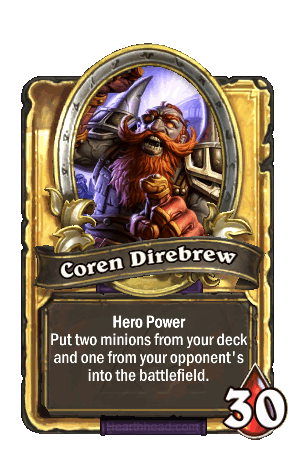 Coren Direbrew
Hero Power
Put two minions from your deck
and one from your opponent's
into the battlefield.
30
Hearthhead.com